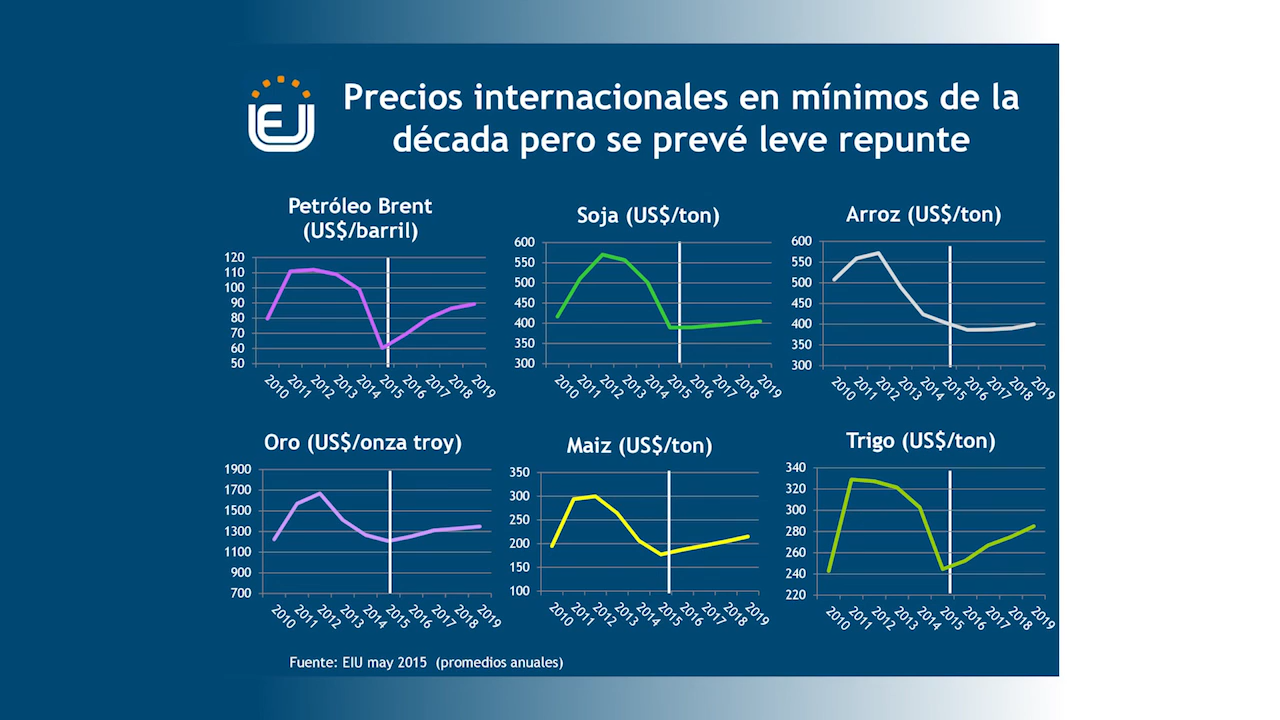 IEU
Precios internacionales en mínimos de la
década pero se prevé leve repunte
Petróleo Brent
(US$/barril)
120
110
100
90
80
70
60
50
2010 2011 2012 2013 2014 2015 2016 2017 2018 2019
Soja (US$/ton)
600
550
500
450
400
350
300
2010 2011 2012 2013 2014 2015 2016 2017 2018 2019
Arroz (US$/ton)
600
550
500
450
400
350
300
2010 2011 2012 2013 2014 2015 2016 2017 2018 2019
Oro (US$/onza troy)
1900
1700
1500
1300
1100
900
700
2010 2011 2012 2013 2014 2015 2016 2017 2018 2019
Maiz (US$/ton)
350
300
250
200
150
100
2010 2011 2012 2013 2014 2015 2016 2017 2018 2019
Trigo (US$/ton)
340
320
300
280
260
240
220
2010 2011 2012 2013 2014 2015 2016 2017 2018 2019
Fuente: EIU may 2015 (promedios anuales)